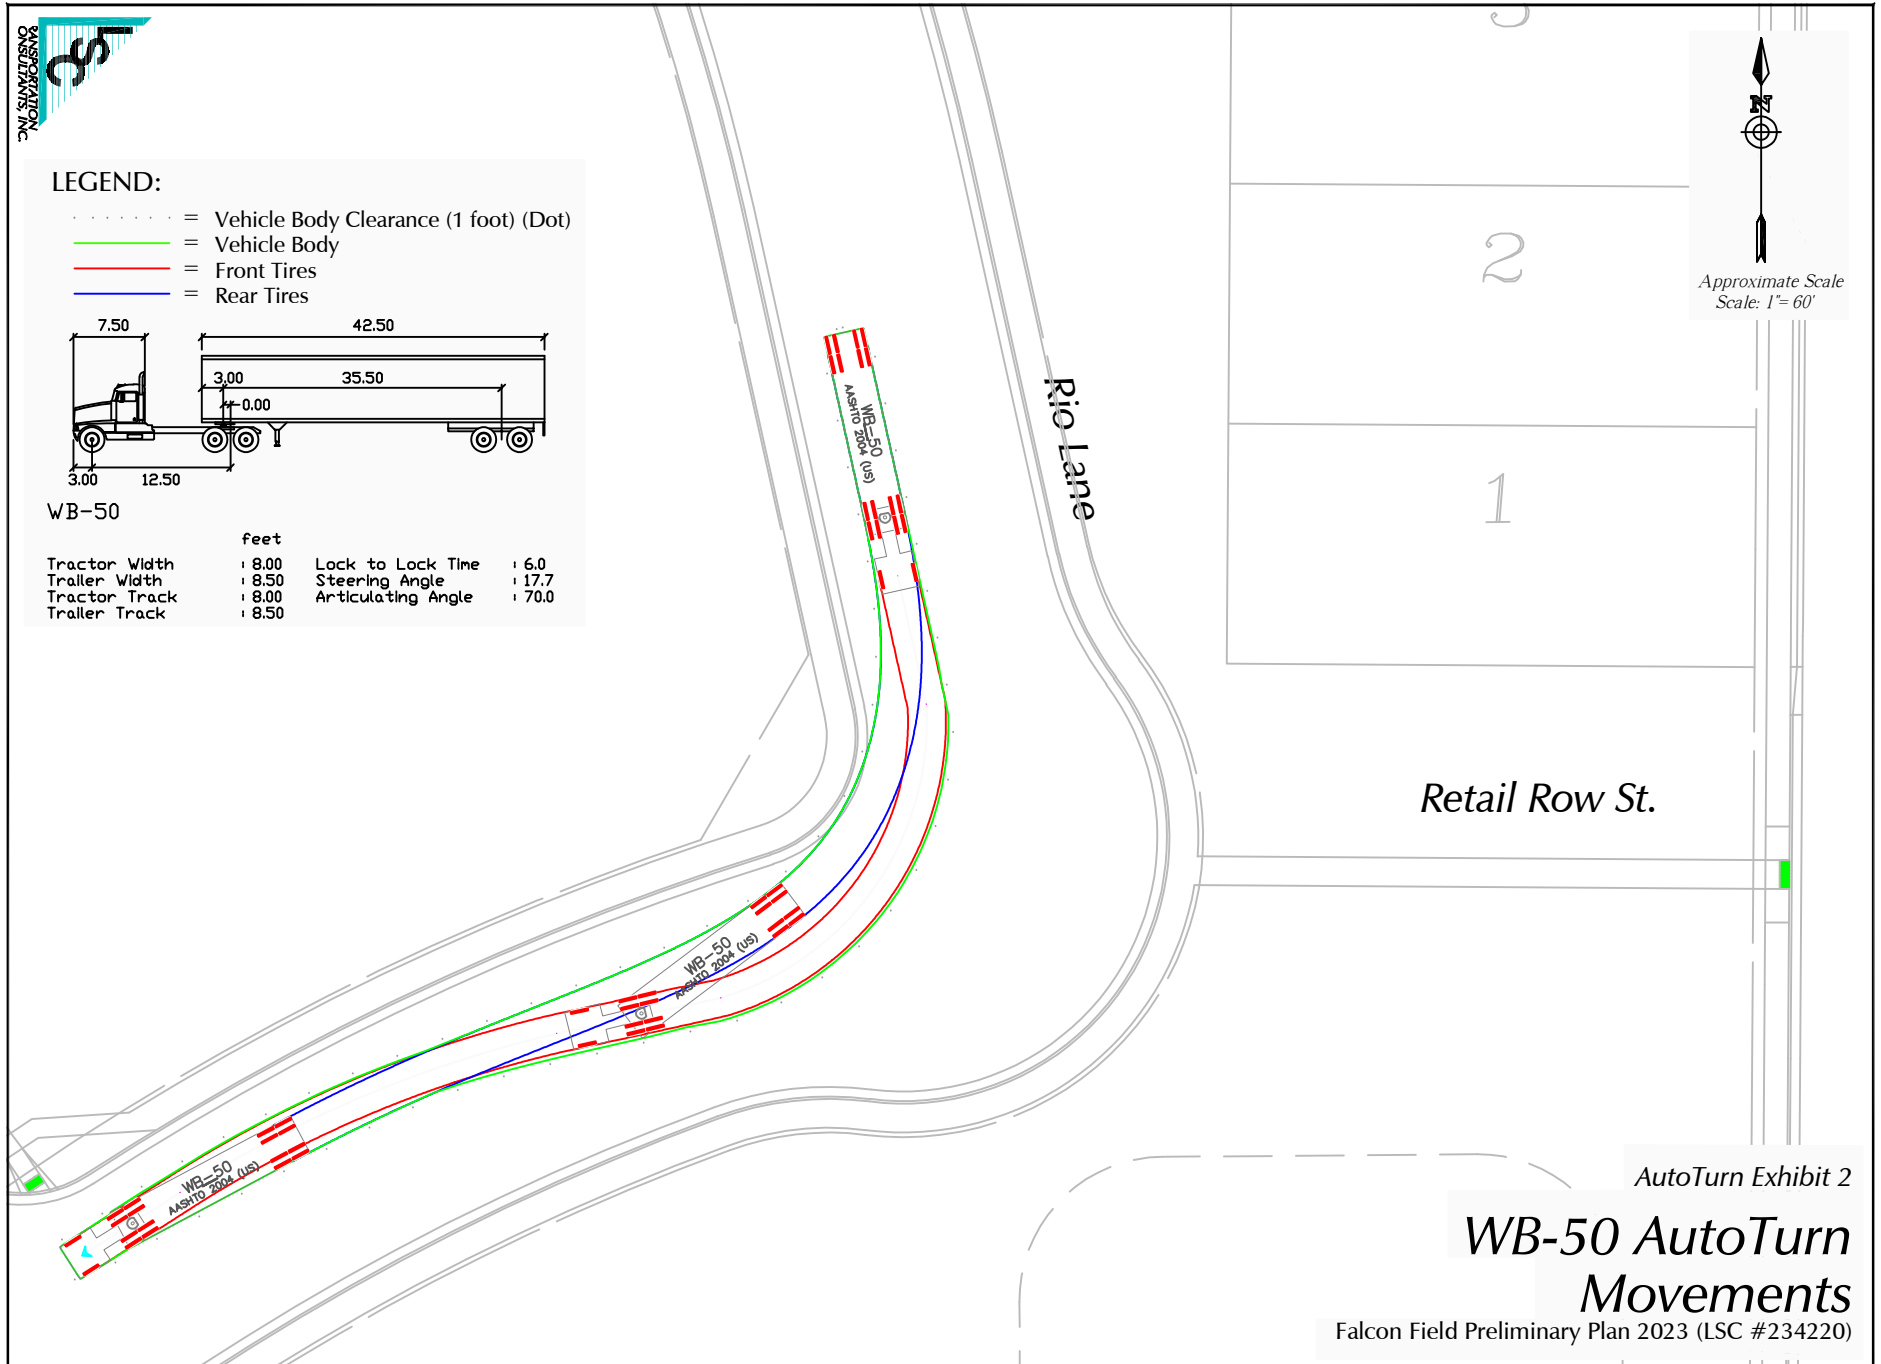 LSC
TRANSPORTATION
CONSULTANTS, INC.
LEGEND:
= Vehicle Body Clearance (1 foot) (Dot)
= Vehicle Body
= Front Tires
= Rear Tires
7.50
42.50
3.00
35.50
0.00
3.00
12.50
WB-50
feet
Tractor Width : 8.00 Lock to Lock Time : 6.0
Trailer Width : 8.50 Steering Angle : 17.7
Tractor Track : 8.00 Articulating Angle : 70.0
Trailer Track : 8.50
WB-50
AASHTO 2004 (US)
WB-50
AASHTO 2004 (US)
WB-50
AASHTO 2004 (US)
Rio Lane
3
2
1
N
Approximate Scale
Scale: 1"= 60'
Retail Row St.
AutoTurn Exhibit 2
WB-50 AutoTurn
Movements
Falcon Field Preliminary Plan 2023 (LSC #234220)